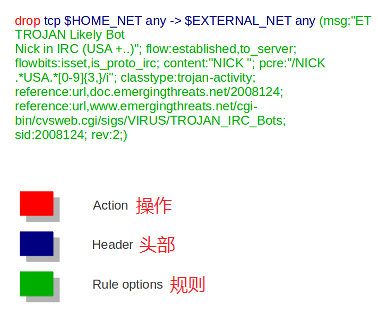 drop tcp $HOME_NET any -> $EXTERNAL_NET any (msg:"ET
TROJAN Likely Bot
Nick in IRC (USA +..)"; flow:established,to_server;
flowbits:isset,is_proto_irc; content:"NICK "; pcre:"/NICK
.*USA.*[0-9]{3,}/i"; classtype:trojan-activity;
reference:url,doc.emergingthreats.net/2008124;
reference:url,www.emergingthreats.net/cgi-
bin/cvsweb.cgi/sigs/VIRUS/TROJAN_IRC_Bots;
sid:2008124; rev:2;)
Action 操作
Header 头部
Rule options 规则